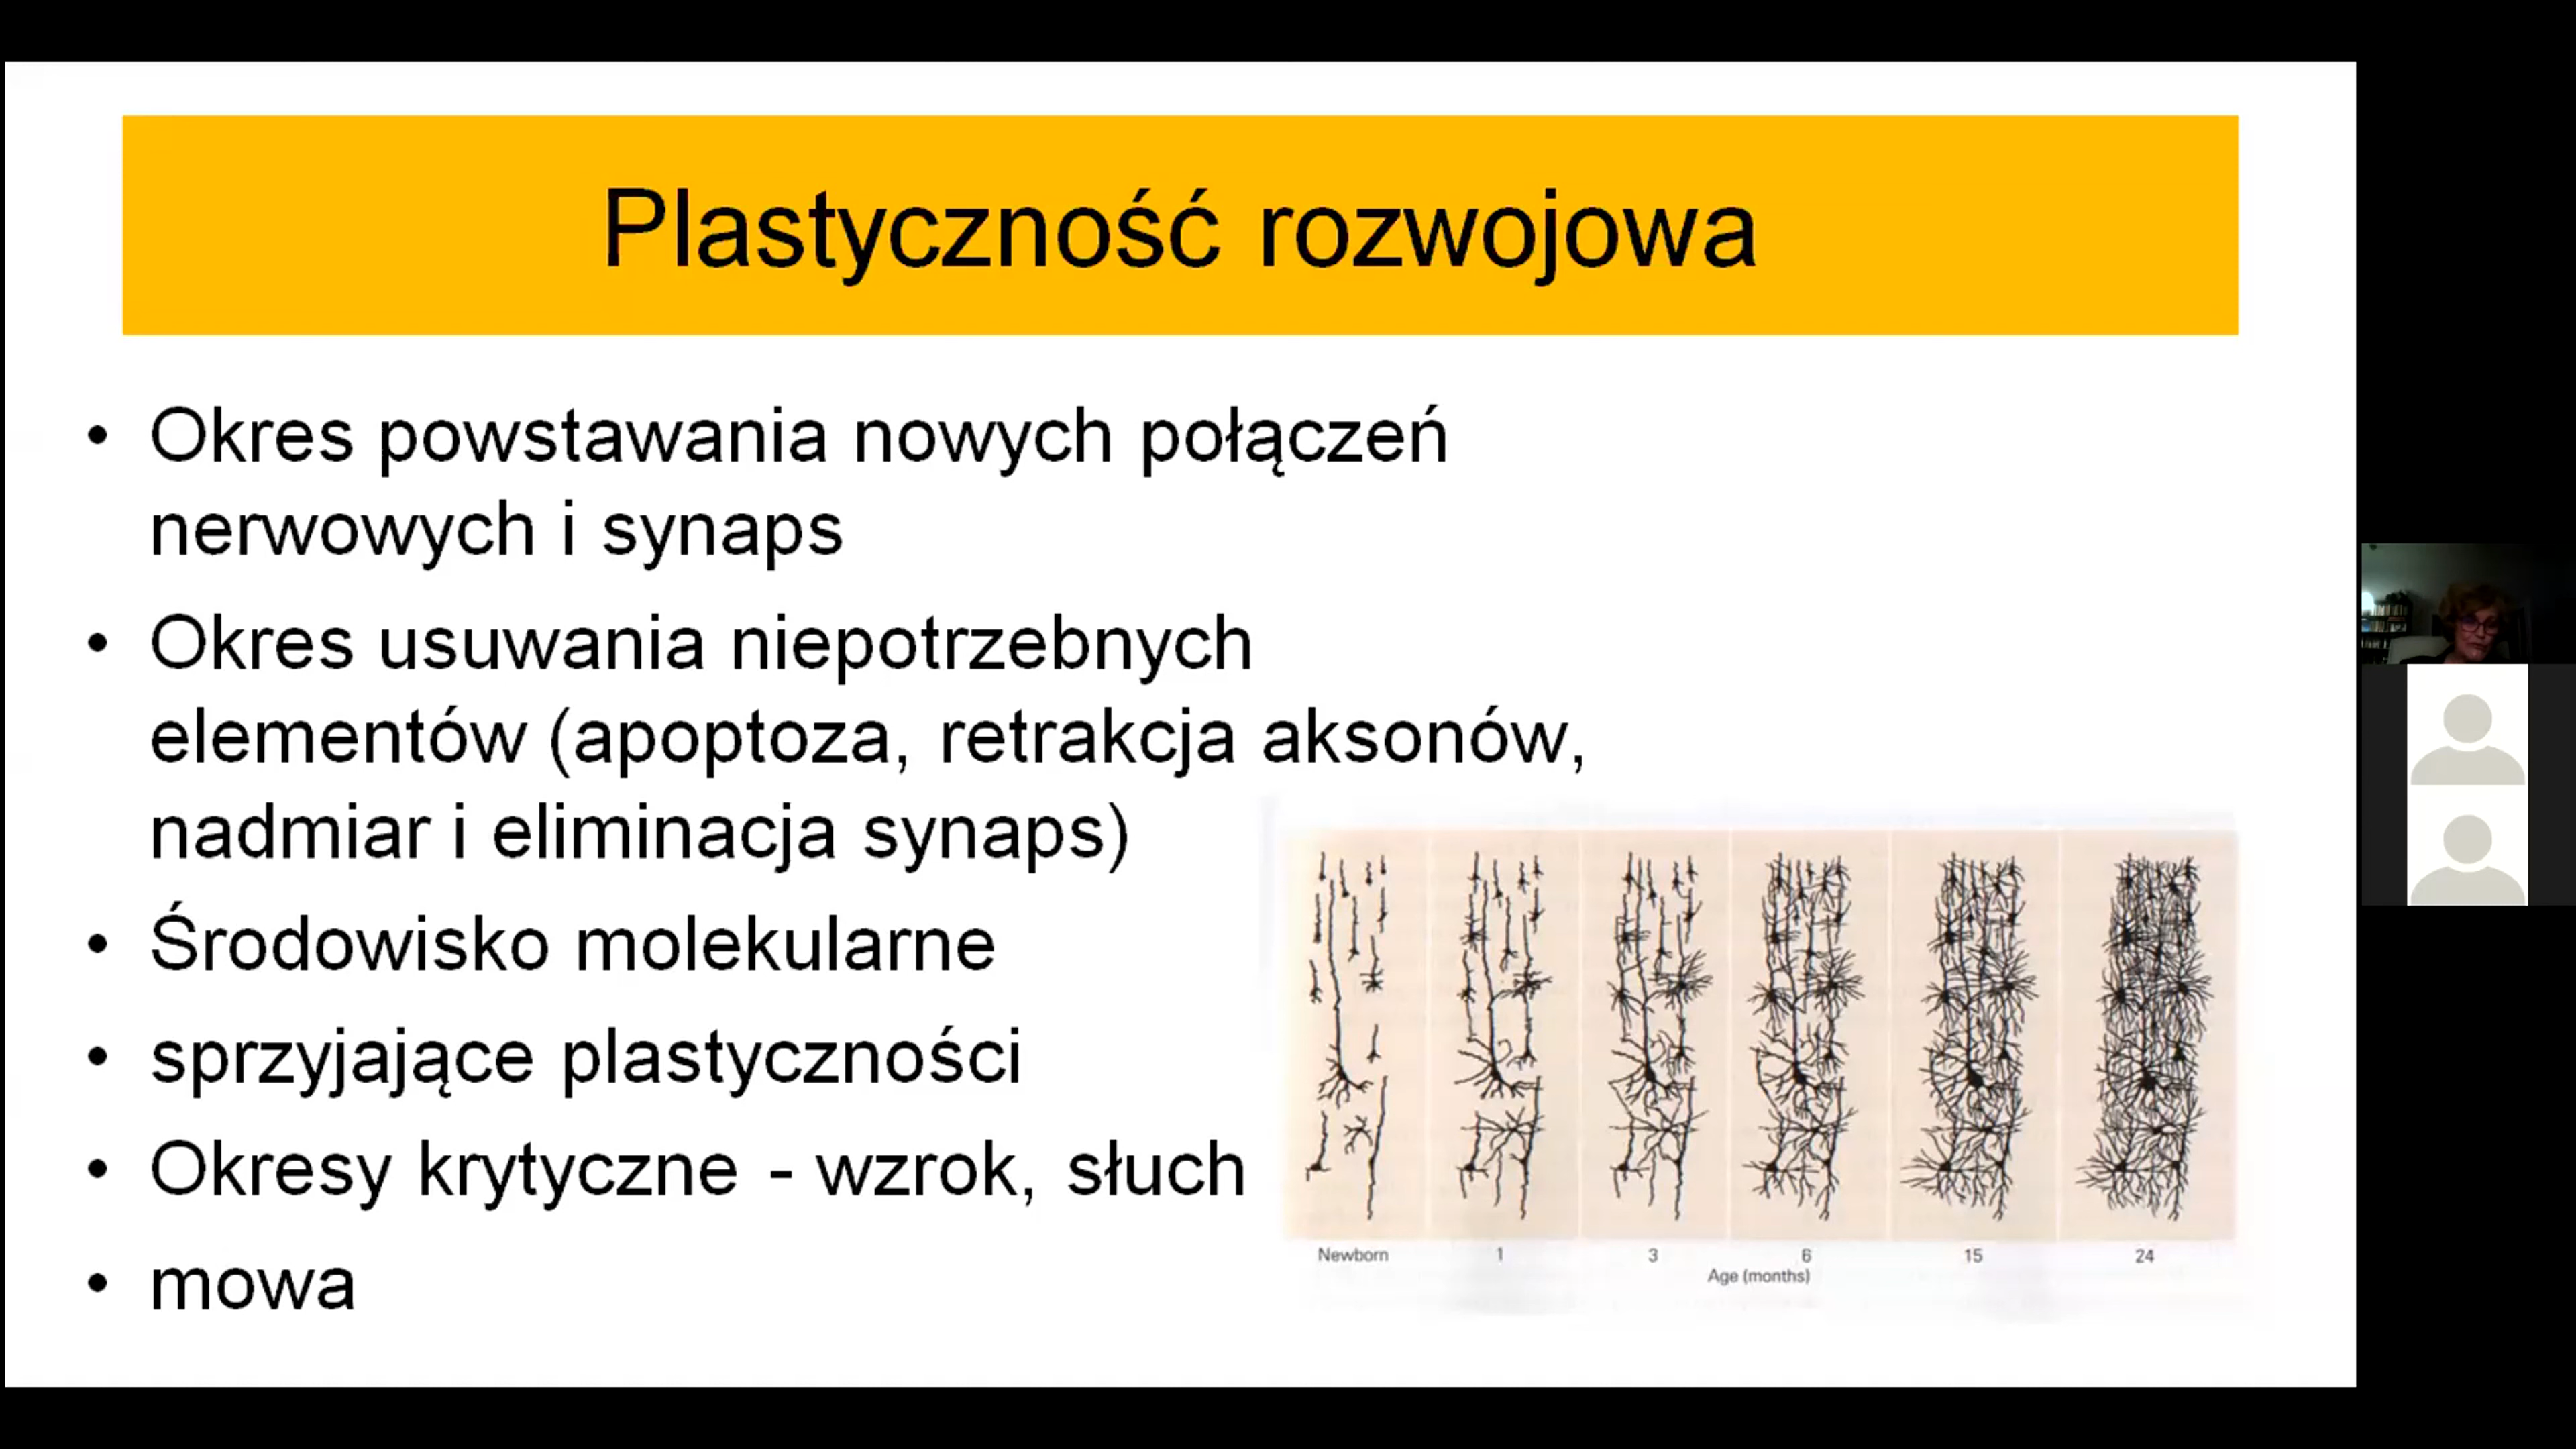 Plastyczność rozwojowa
• Okres powstawania nowych połączeń
nerwowych i synaps
• Okres usuwania niepotrzebnych
elementów (apoptoza, retrakcja aksonów,
nadmiar i eliminacja synaps)
• Środowisko molekularne
• sprzyjające plastyczności
• Okresy krytyczne - wzrok, słuch
• mowa
Newborn 1 3 6 15 24
Age (months)